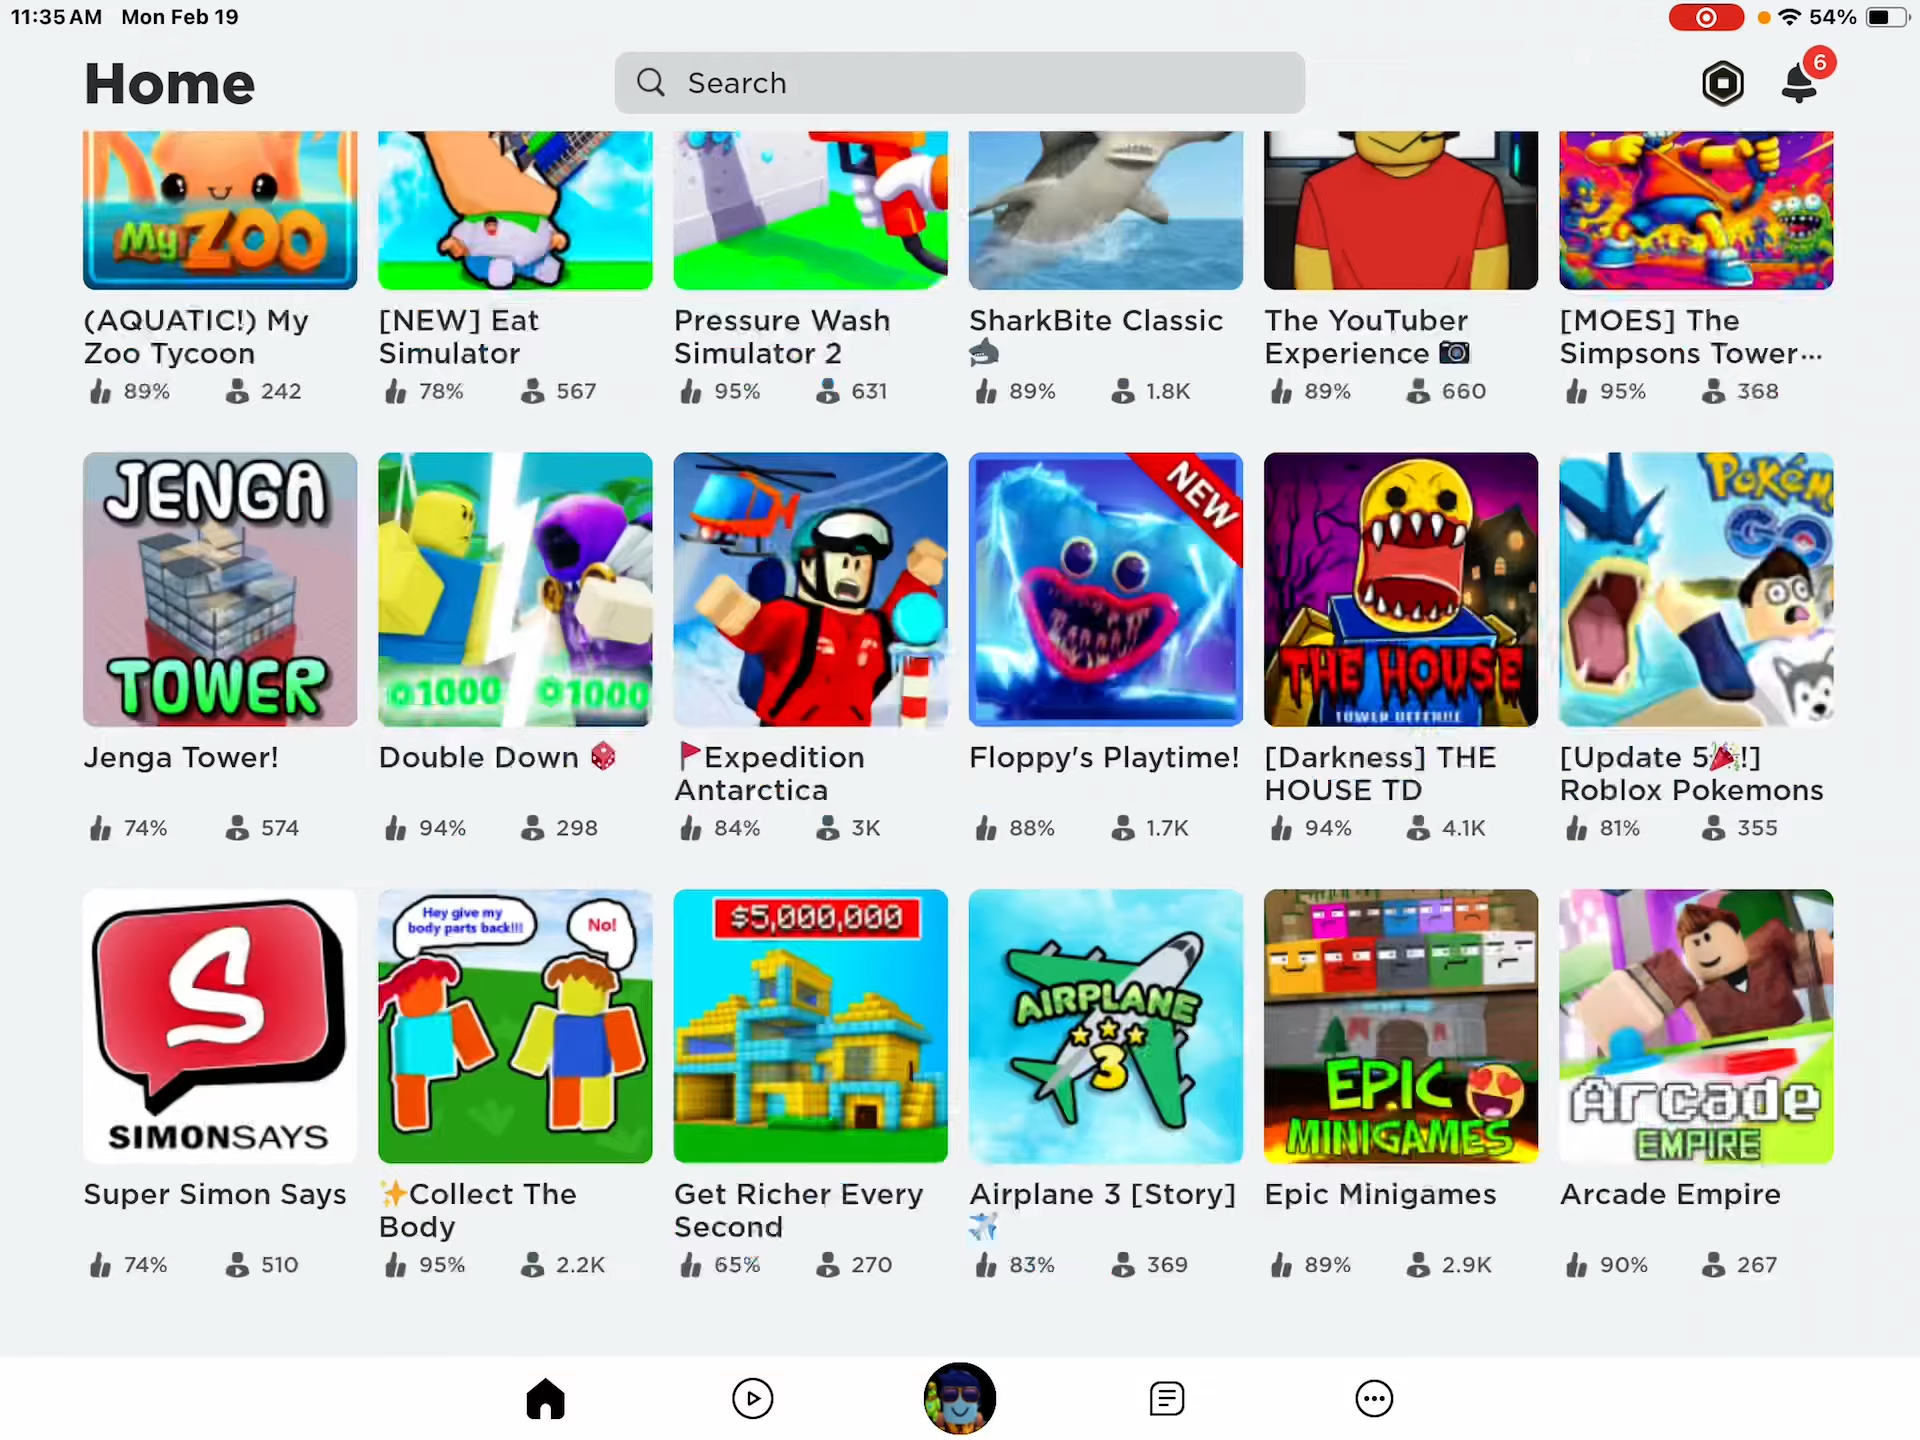 11:35 AM Mon Feb 19
54%
Home
Search
6
My ZOO
(AQUATIC!) My
Zoo Tycoon
89% 242
[NEW] Eat
Simulator
78% 567
Pressure Wash
Simulator 2
95% 631
SharkBite Classic
89% 1.8K
The YouTuber
Experience
89% 660
[MOES] The
Simpsons Tower...
95% 368
JENGA
TOWER
Jenga Tower!
74% 574
1000 1000
Double Down
94% 298
Expedition
Antarctica
84% 3K
NEW
Floppy's Playtime!
88% 1.7K
THE HOUSE
TOWER DEFENSE
[Darkness] THE
HOUSE TD
94% 4.1K
POKÉM
GO
[Update 5!]
Roblox Pokemons
81% 355
S
SIMONSAYS
Super Simon Says
74% 510
Hey give my
body parts back!!!
No!
Collect The
Body
95% 2.2K
$5,000,000
Get Richer Every
Second
65% 270
AIRPLANE
3
Airplane 3 [Story]
83% 369
EPIC
MINIGAMES
Epic Minigames
89% 2.9K
Arcade
EMPIRE
Arcade Empire
90% 267